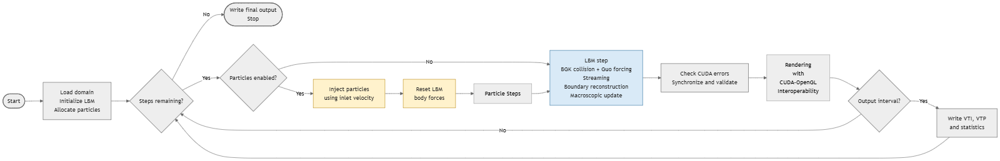 Start
Load domain
Initialize LBM
Allocate particles
Steps remaining?
No
Write final output
Stop
Yes
Particles enabled?
No
Yes
Inject particles
using inlet velocity
Reset LBM
body forces
Particle Steps
LBM step
BGK collision + Guo forcing
Streaming
Boundary reconstruction
Macroscopic update
Check CUDA errors
Synchronize and validate
Rendering
with
CUDA-OpenGL
Interoperability
Output interval?
Yes
Write VTI, VTP
and statistics
No